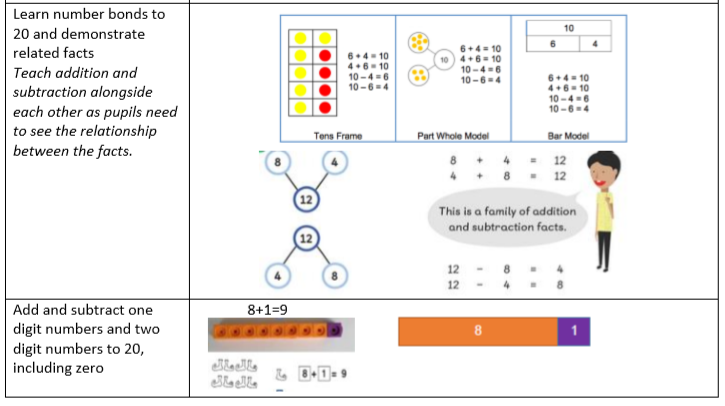 Learn number bonds to
20 and demonstrate
related facts
Teach addition and
subtraction alongside
each other as pupils need
to see the relationship
between the facts.
6 + 4 = 10
4 + 6 = 10
10 – 4 = 6
10 – 6 = 4
Tens Frame
10
6 + 4 = 10
4 + 6 = 10
10 – 4 = 6
10 – 6 = 4
Part Whole Model
10
6 4
6 + 4 = 10
4 + 6 = 10
10 – 4 = 6
10 – 6 = 4
Bar Model
8 4
12
12
4 8
8 + 4 = 12
4 + 8 = 12
This is a family of addition
and subtraction facts.
12 - 8 = 4
12 - 4 = 8
Add and subtract one
digit numbers and two
digit numbers to 20,
including zero
8+1=9
8 + 1 = 9
8 1